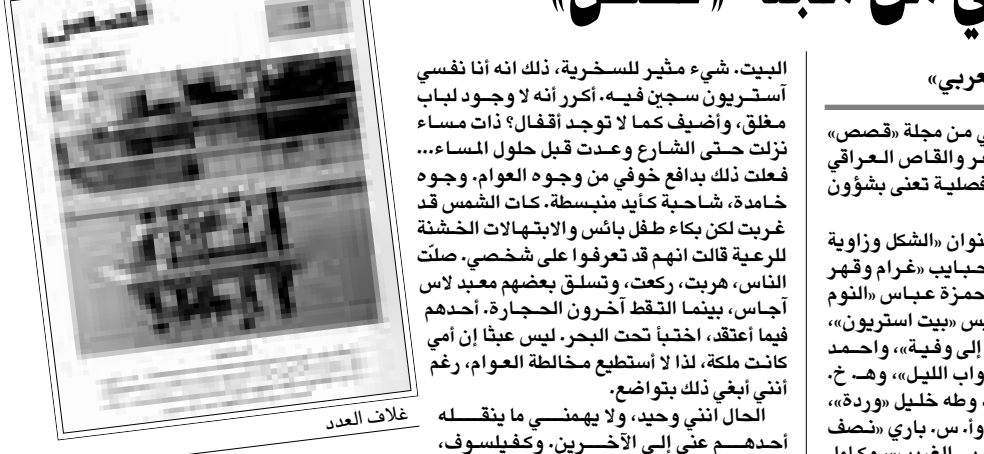 عربي»
ي من مجلة «قصص»
ـر والقاص العراقي
فصلية تعنى بشؤون
نوان «الشكل وزاوية
حبايب «غرام وقهر
حمزة عباس «النوم
يس «بيت استريون»،
إلى وفية»، واحمد
واب الليل»، وهـ. خ.
، وطه خليل «وردة»،
وأ. س. باري «نصف
البيت. شيء مثير للسخرية، ذلك انه أنا نفسي
آستريون سجين فيه. أكرر أنه لا وجود لباب
مغلق، وأضيف كما لا توجد أقفال؟ ذات مساء
نزلت حتى الشارع وعدت قبل حلول المساء...
فعلت ذلك بدافع خوفي من وجوه العوام. وجوه
خامدة، شاحبة كأيد منبسطة. كات الشمس قد
غربت لكن بكاء طفل بائس والابتهالات الخشنة
للرعية قالت انهم قد تعرفوا على شخصي. صلّت
الناس، هربت، ركعت، وتسلق بعضهم معبد لاس
آجاس، بينما التقط آخرون الحجارة. أحدهم
فيما أعتقد، اختبأ تحت البحر. ليس عبثا إن أمي
كانت ملكة، لذا لا أستطيع مخالطة العوام، رغم
أنني أبغي ذلك بتواضع.
الحال انني وحيد، ولا يهمني ما ينقله
أحدهم عني إلى الآخرين. وكفيلسوف،
قصص
غلاف العدد